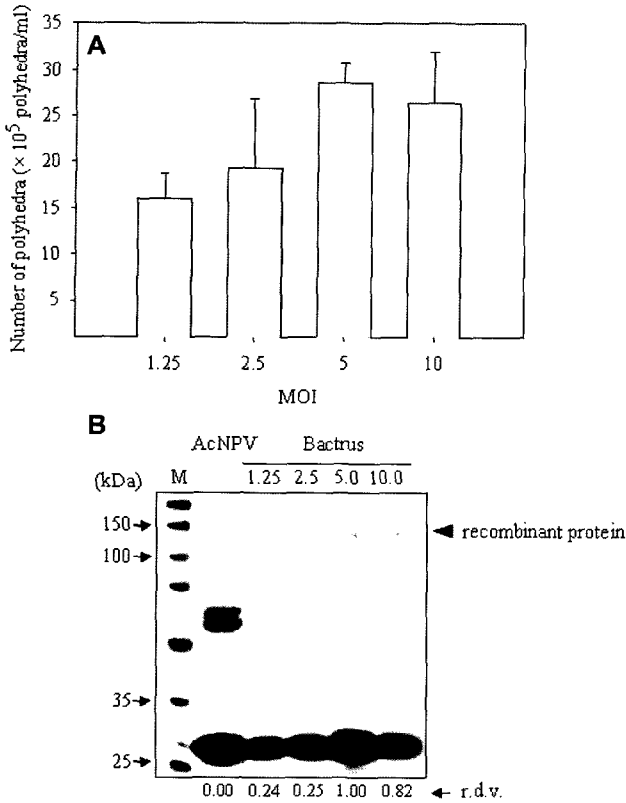 A
Number of polyhedra (× 10⁵ polyhedra/ml)
35
30
25
20
15
10
5
1.25 2.5 5 10
MOI
B
AcNPV Bactrus
(kDa) M 1.25 2.5 5.0 10.0
150
recombinant protein
100
35
25
0.00 0.24 0.25 1.00 0.82 r.d.v.